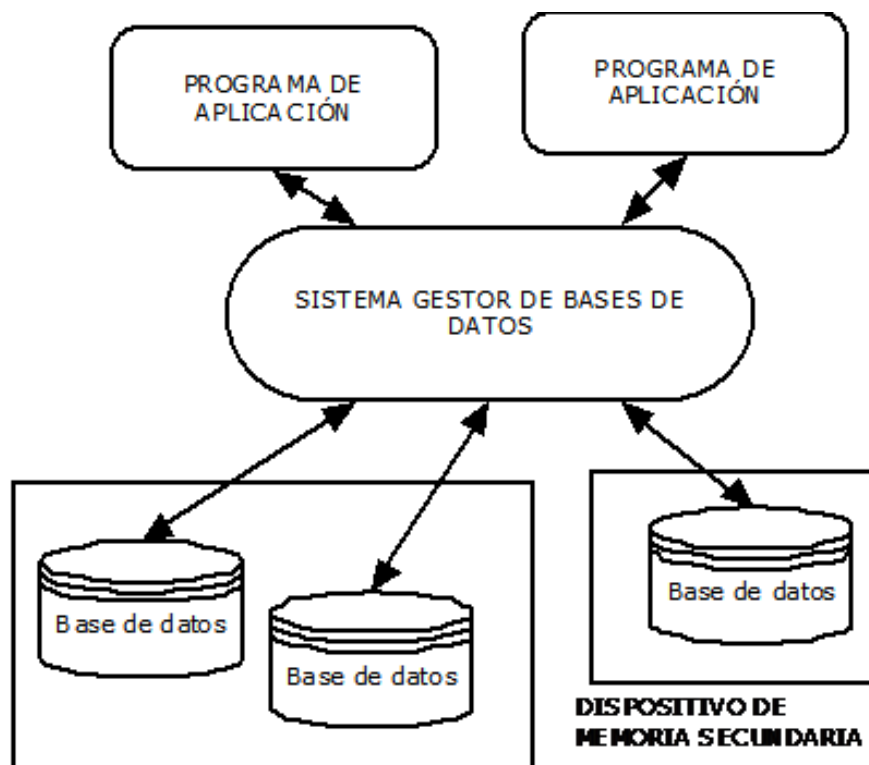 PROGRAMA DE
APLICACIÓN
PROGRAMA DE
APLICACIÓN
SISTEMA GESTOR DE BASES DE
DATOS
Base de datos
Base de datos
Base de datos
DISPOSITIVO DE
MEMORIA SECUNDARIA